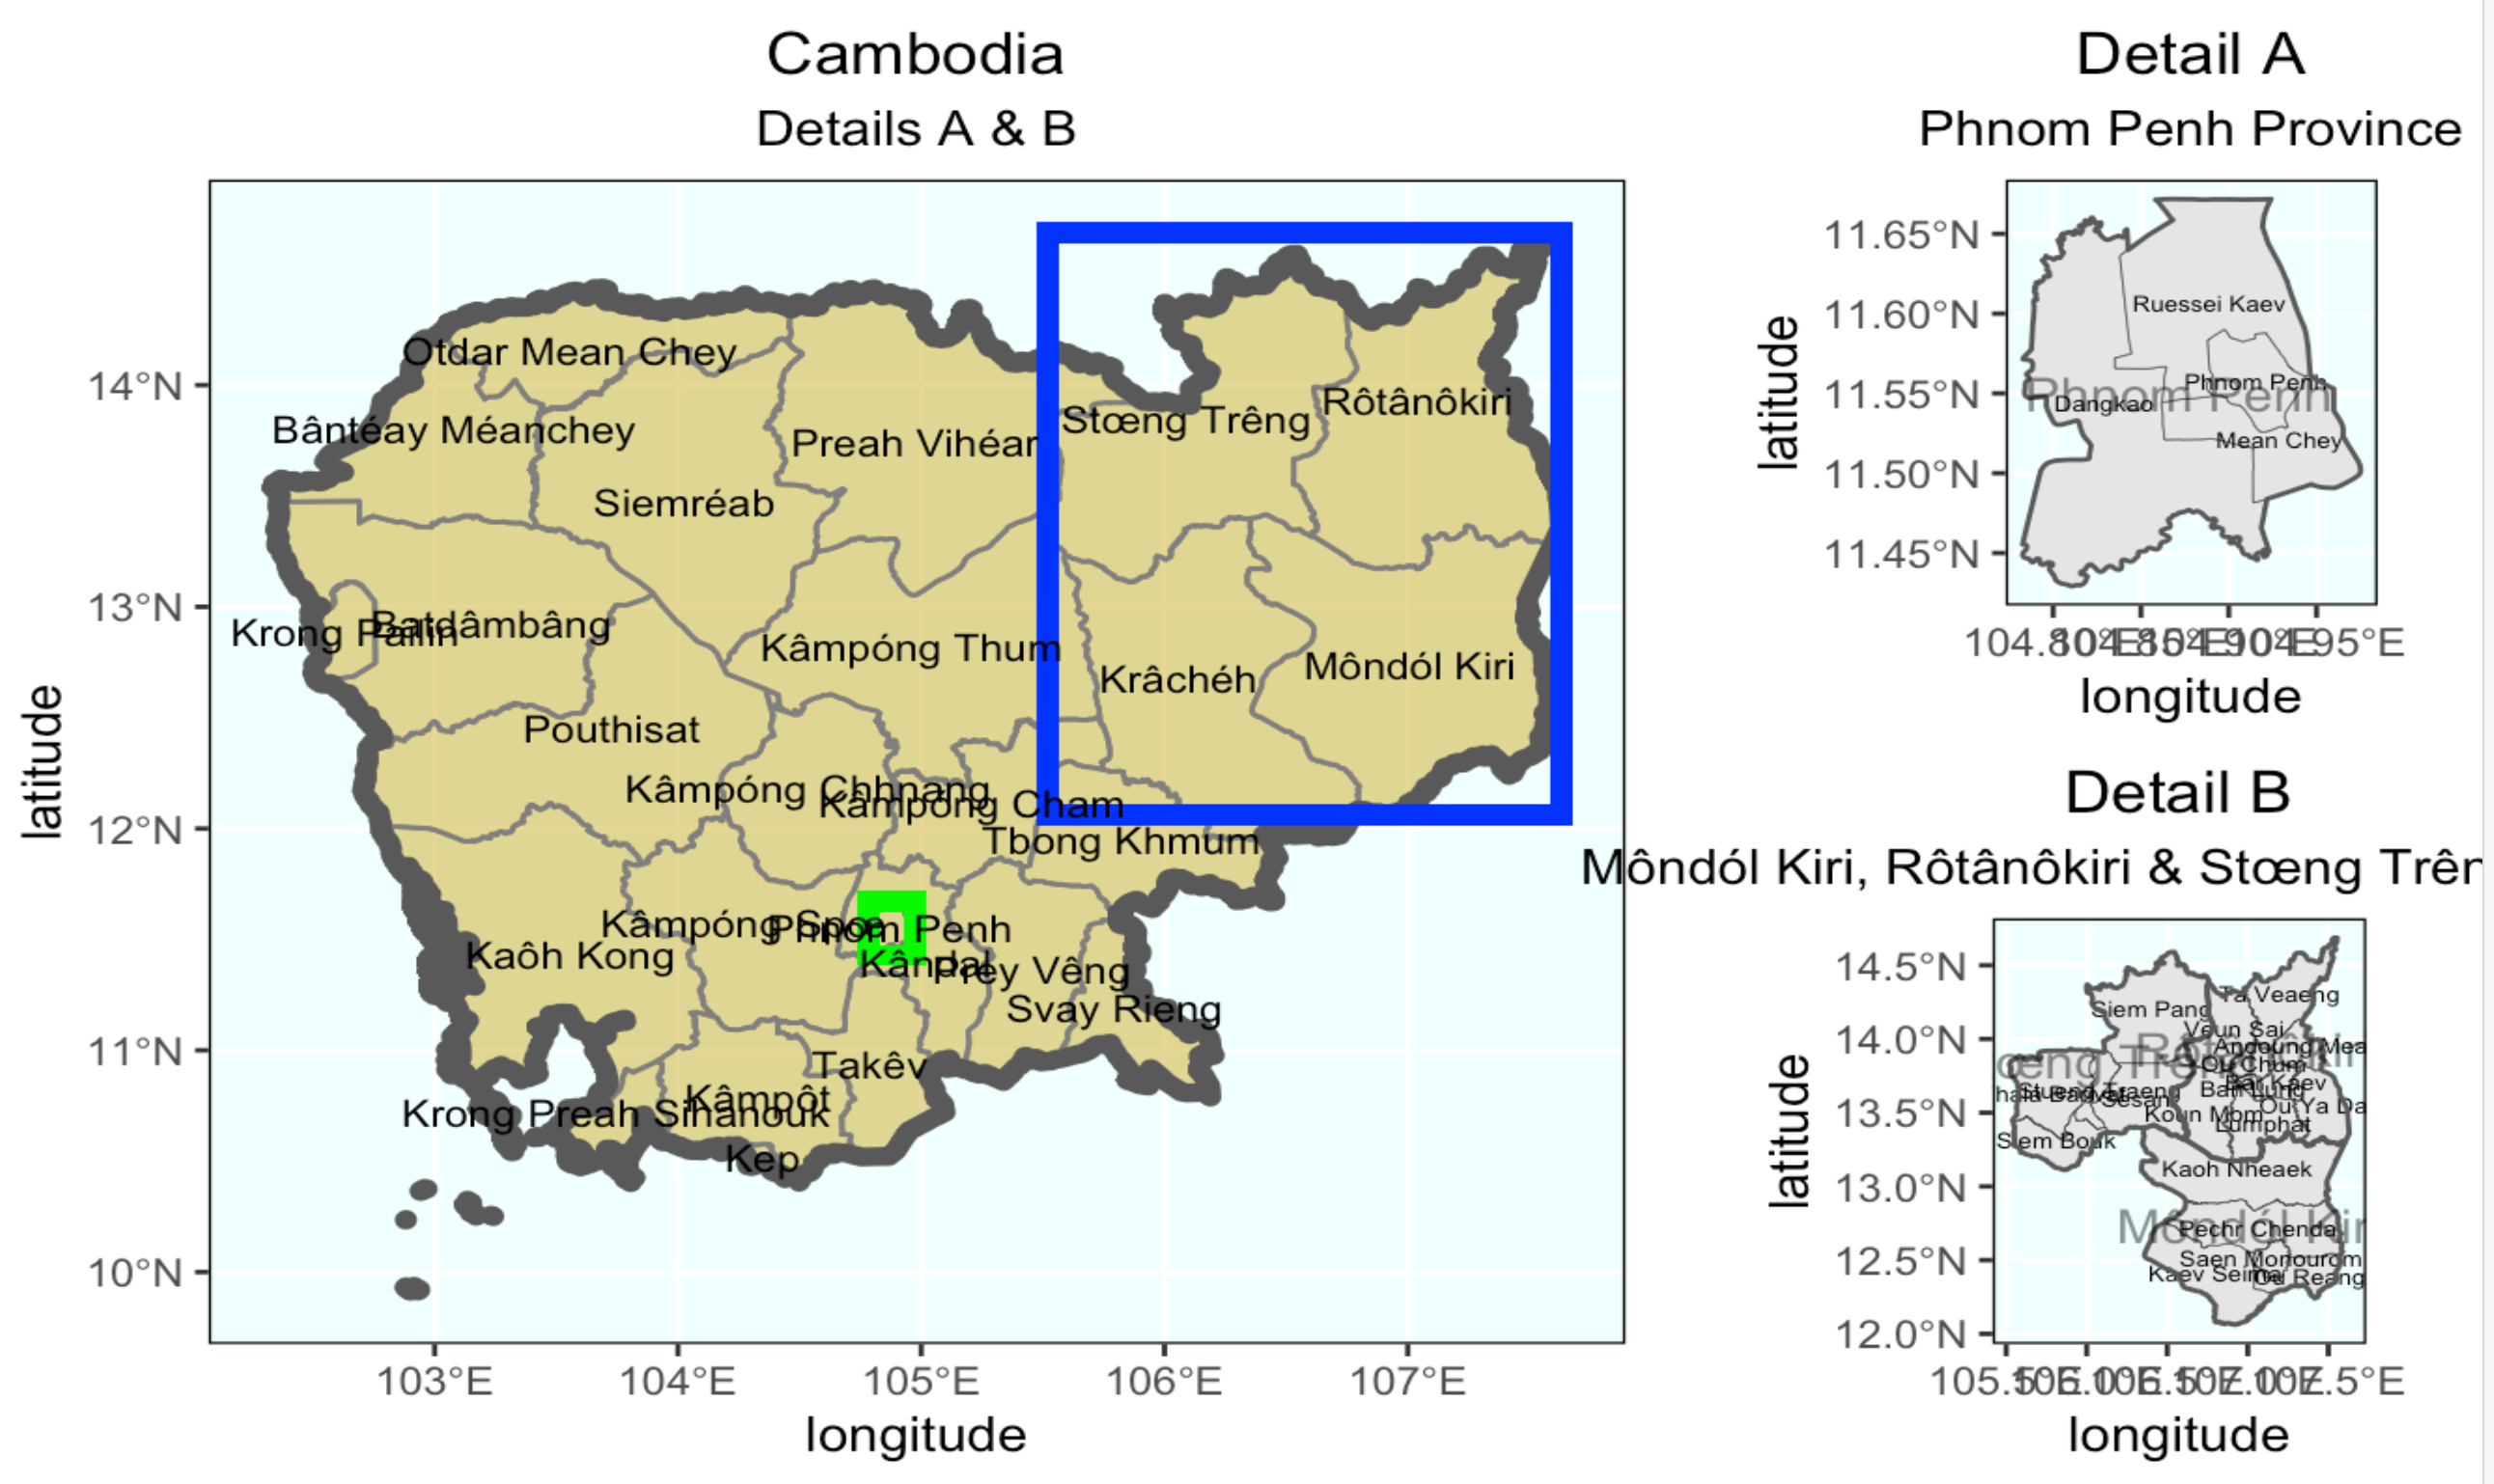 Cambodia
Details A & B
latitude
14°N
13°N
12°N
11°N
10°N
Otdar Mean Chey
Bântéay Méanchey
Siemréab
Preah Vihéar
Stœng Trêng
Rôtânôkiri
Krong Pailin
Batdâmbâng
Kâmpóng Thum
Krâchéh
Môndól Kiri
Pouthisat
Kâmpóng Chhnang
Kâmpóng Cham
Tbong Khmum
Kâmpóng Spœ
Phnom Penh
Kaôh Kong
Kândal
Prey Vêng
Svay Rieng
Takêv
Kâmpôt
Krong Preah Sihanouk
Kep
103°E
104°E
105°E
106°E
107°E
longitude
Detail A
Phnom Penh Province
latitude
11.65°N
11.60°N
11.55°N
11.50°N
11.45°N
Ruessei Kaev
Phnom Penh
Phnom Penh
Dangkao
Mean Chey
104.80°E
104.85°E
104.90°E
104.95°E
longitude
Detail B
Môndól Kiri, Rôtânôkiri & Stœng Trên
latitude
14.5°N
14.0°N
13.5°N
13.0°N
12.5°N
12.0°N
Siem Pang
Ta Veaeng
Veun Sai
Andoung Mea
Ou Chum
Bar Kaev
Ban Lung
Stueng Traeng
Sesan
Koun Mom
Ou Ya Da
Lumphat
Siem Bouk
Kaoh Nheaek
Môndól Kir
Pechr Chenda
Saen Monourom
Kaev Seima
Ou Reang
105.5°E
106.0°E
106.5°E
107.0°E
107.5°E
longitude